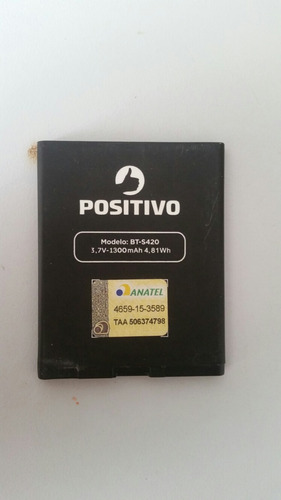 POSITIVO
Modelo: BT-S420
3,7V-1300mAh 4,81Wh
ANATEL
4659-15-3589
TAA 506374798